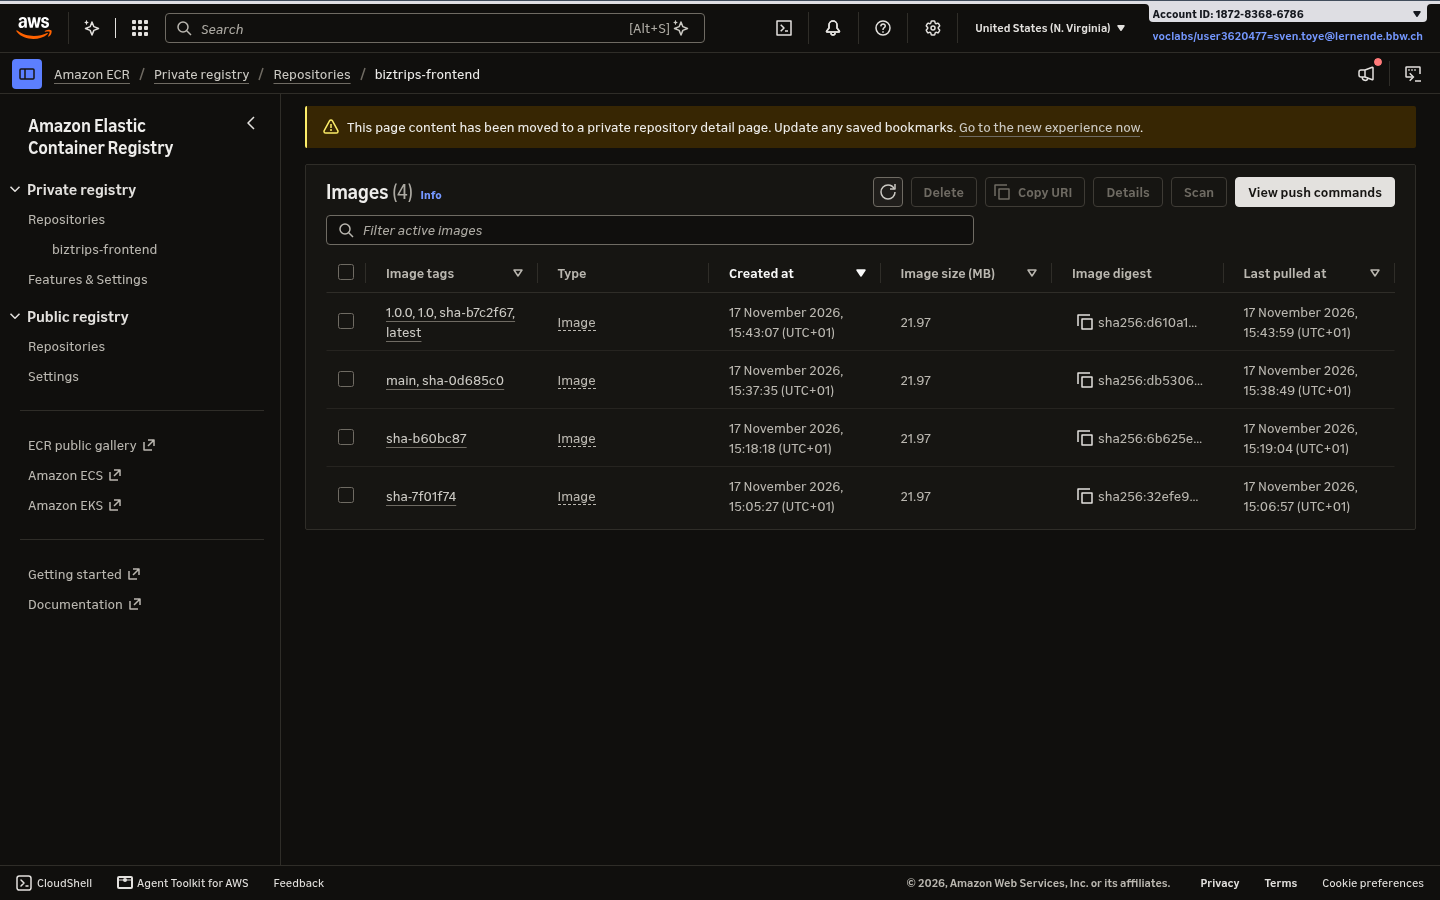 aws
Search
[Alt+S]
United States (N. Virginia)
Account ID: 1872-8368-6786
voclabs/user3620477=sven.toye@lernende.bbw.ch
Amazon ECR / Private registry / Repositories / biztrips-frontend
Amazon Elastic
Container Registry
Private registry
Repositories
biztrips-frontend
Features & Settings
Public registry
Repositories
Settings
ECR public gallery
Amazon ECS
Amazon EKS
Getting started
Documentation
This page content has been moved to a private repository detail page. Update any saved bookmarks. Go to the new experience now.
Images (4) Info
Delete
Copy URI
Details
Scan
View push commands
Filter active images
Image tags Type Created at Image size (MB) Image digest Last pulled at
1.0.0, 1.0, sha-b7c2f67,
latest
Image
17 November 2026,
15:43:07 (UTC+01)
21.97
sha256:d610a1...
17 November 2026,
15:43:59 (UTC+01)
main, sha-0d685c0
Image
17 November 2026,
15:37:35 (UTC+01)
21.97
sha256:db5306...
17 November 2026,
15:38:49 (UTC+01)
sha-b60bc87
Image
17 November 2026,
15:18:18 (UTC+01)
21.97
sha256:6b625e...
17 November 2026,
15:19:04 (UTC+01)
sha-7f01f74
Image
17 November 2026,
15:05:27 (UTC+01)
21.97
sha256:32efe9...
17 November 2026,
15:06:57 (UTC+01)
CloudShell
Agent Toolkit for AWS
Feedback
© 2026, Amazon Web Services, Inc. or its affiliates.
Privacy
Terms
Cookie preferences